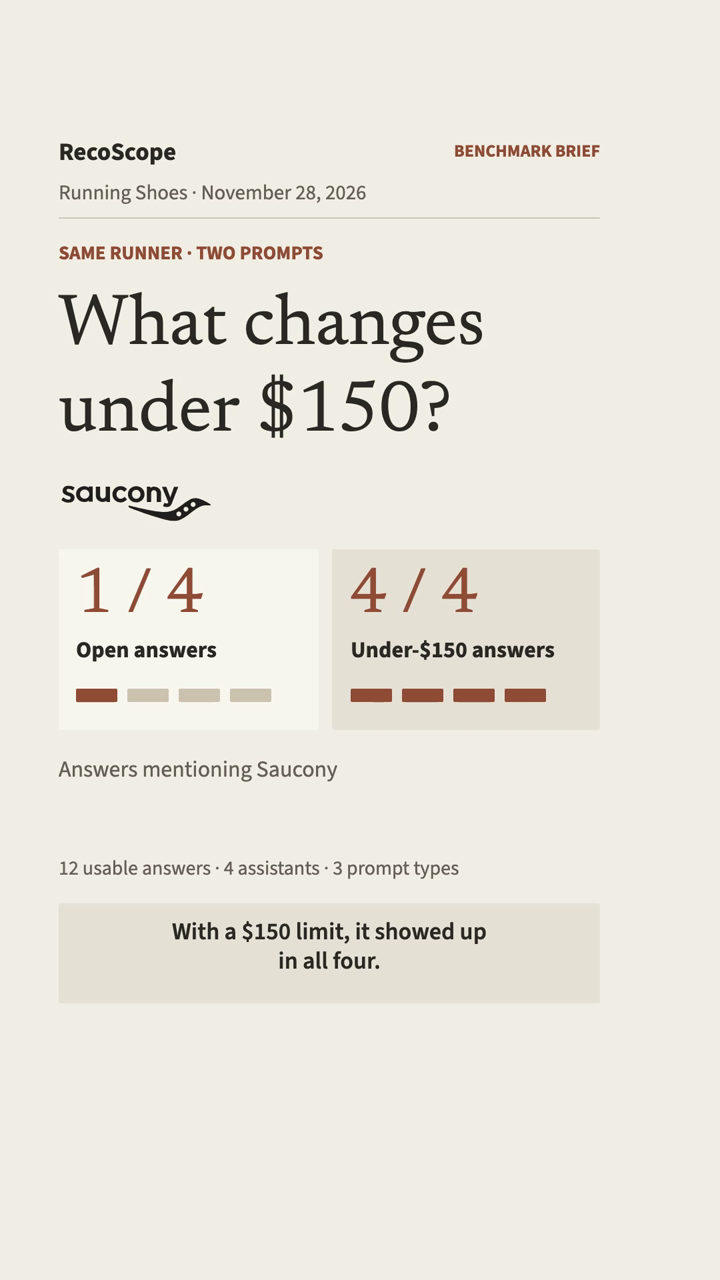 RecoScope
BENCHMARK BRIEF
Running Shoes · November 28, 2026
SAME RUNNER · TWO PROMPTS
What changes
under $150?
saucony
1 / 4
Open answers
4 / 4
Under-$150 answers
Answers mentioning Saucony
12 usable answers · 4 assistants · 3 prompt types
With a $150 limit, it showed up
in all four.